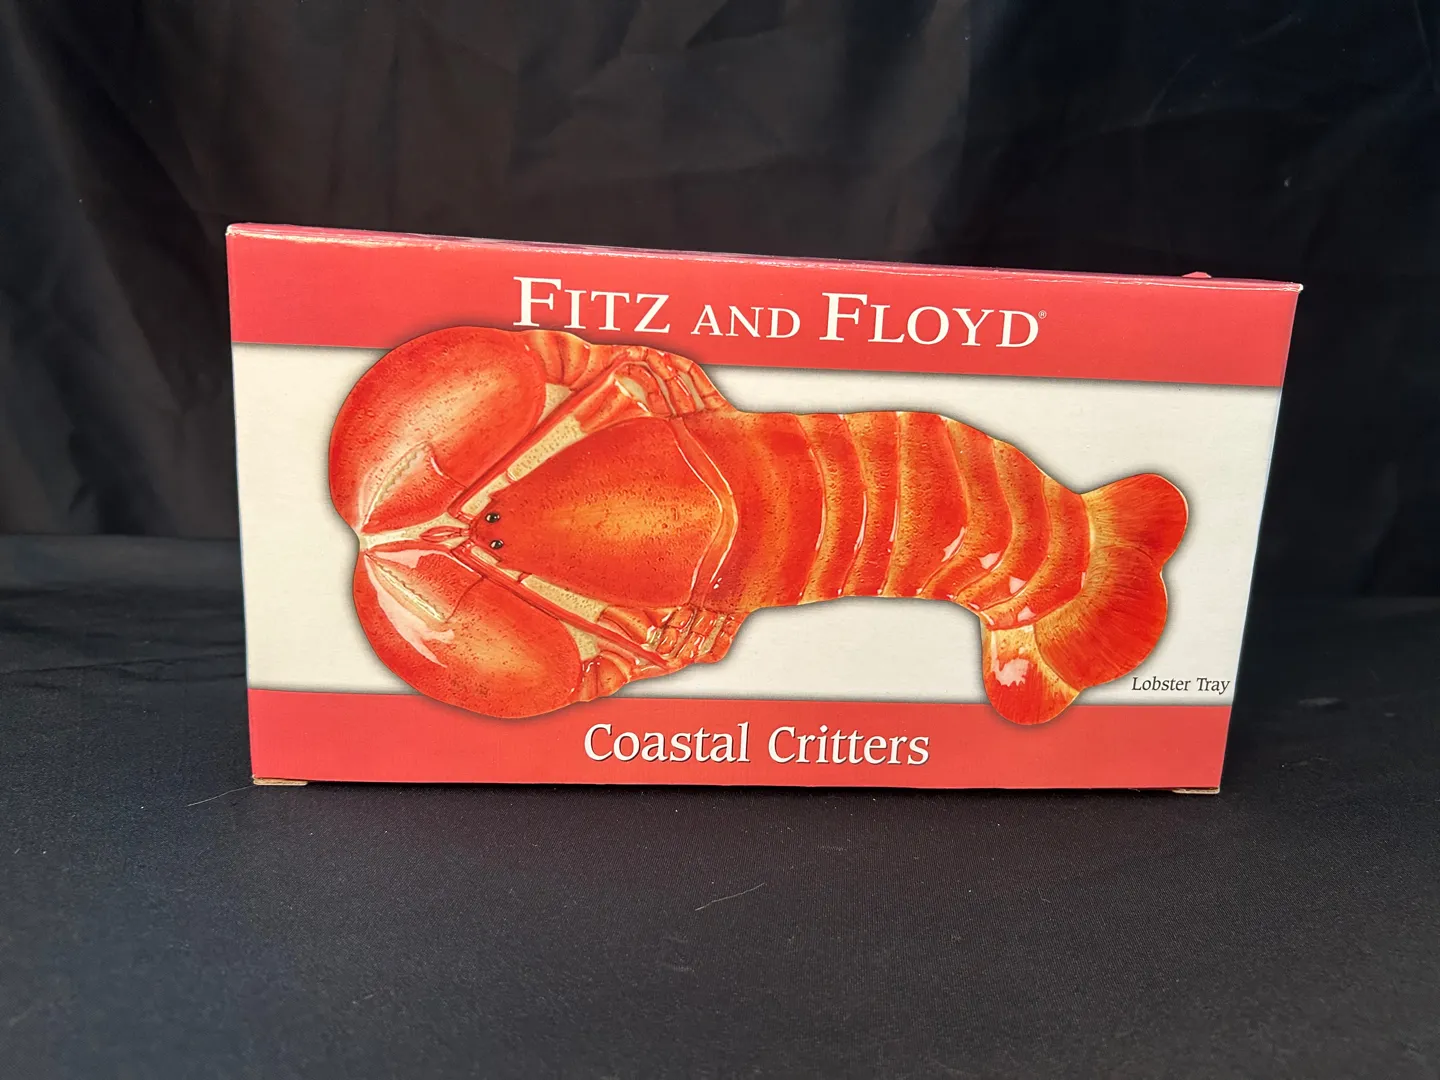 FITZ AND FLOYD®
Lobster Tray
Coastal Critters